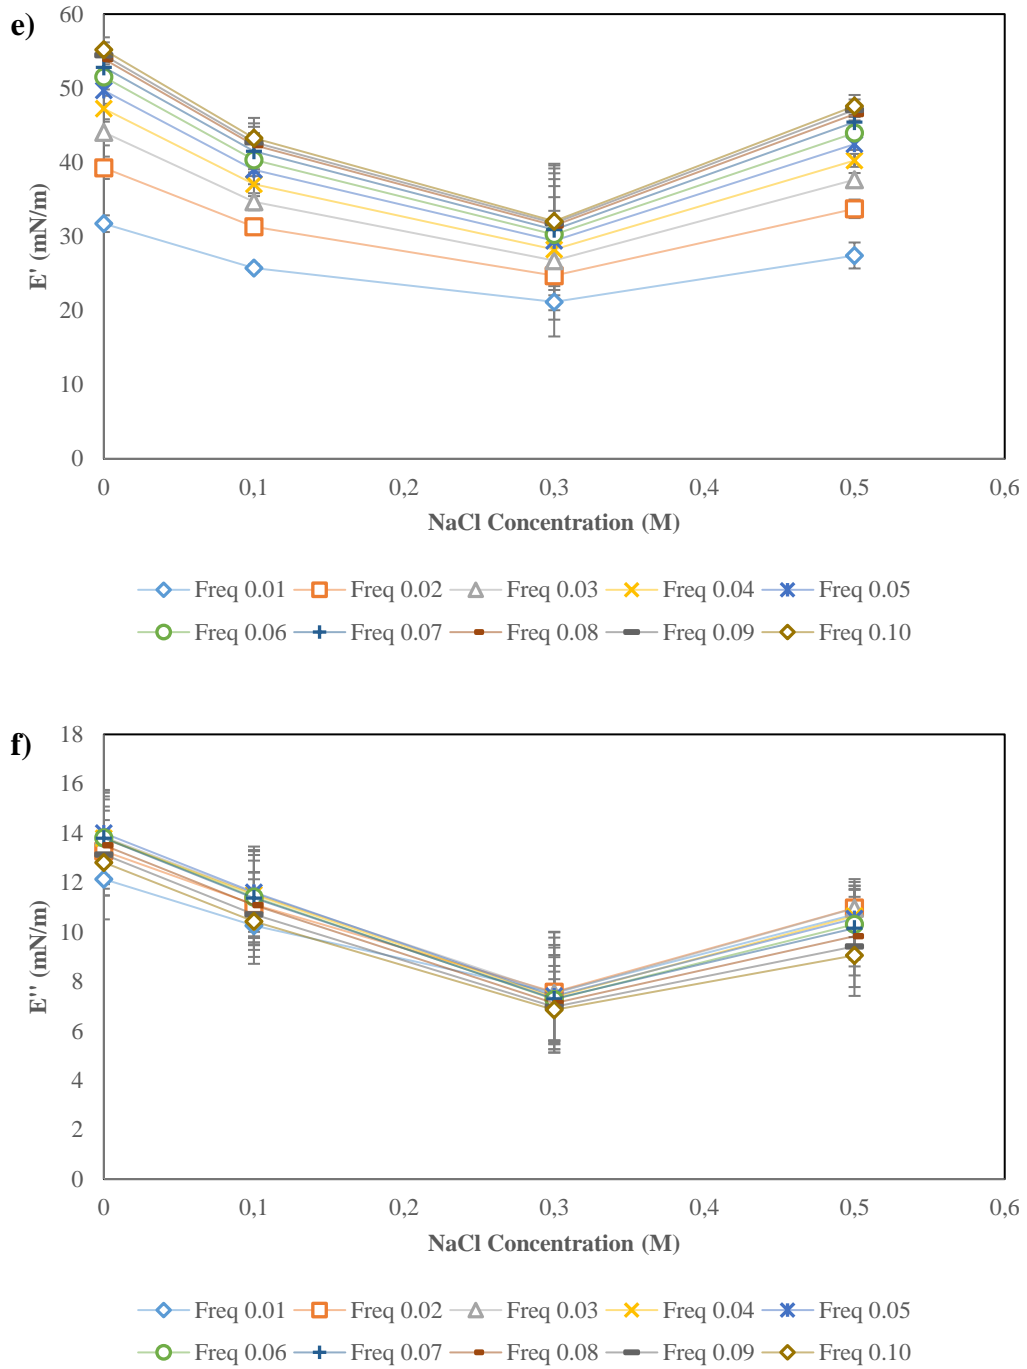 e)
60
50
40
30
20
10
0
E' (mN/m)
0 0,1 0,2 0,3 0,4 0,5 0,6
NaCl Concentration (M)
Freq 0.01 Freq 0.02 Freq 0.03 Freq 0.04 Freq 0.05
Freq 0.06 Freq 0.07 Freq 0.08 Freq 0.09 Freq 0.10
f)
18
16
14
12
10
8
6
4
2
0
E'' (mN/m)
0 0,1 0,2 0,3 0,4 0,5 0,6
NaCl Concentration (M)
Freq 0.01 Freq 0.02 Freq 0.03 Freq 0.04 Freq 0.05
Freq 0.06 Freq 0.07 Freq 0.08 Freq 0.09 Freq 0.10